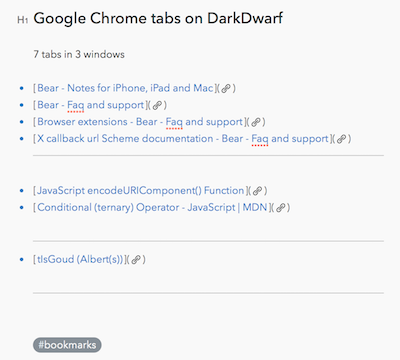 H1 Google Chrome tabs on DarkDwarf
7 tabs in 3 windows
• [Bear - Notes for iPhone, iPad and Mac]()
• [Bear - Faq and support]()
• [Browser extensions - Bear - Faq and support]()
• [X callback url Scheme documentation - Bear - Faq and support]()
• [JavaScript encodeURIComponent() Function]()
• [Conditional (ternary) Operator - JavaScript | MDN]()
• [tIsGoud (Albert(s))]()
#bookmarks